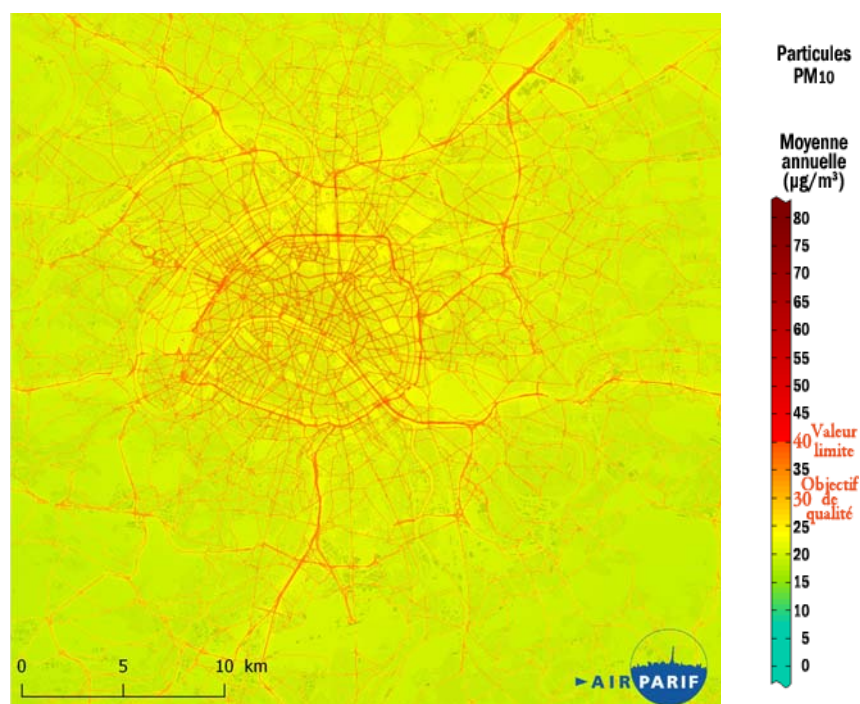 Particules
PM10
Moyenne
annuelle
(µg/m³)
80
75
70
65
60
55
50
45
40 Valeur
limite
35
Objectif
30 de
qualité
25
20
15
10
5
0
0 5 10 km
AIRPARIF